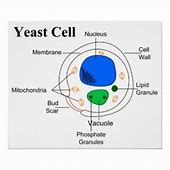 Yeast Cell
Nucleus
Membrane
Cell
Wall
Mitochondria
Lipid
Granule
Bud
Scar
Vacuole
Phosphate
Granules